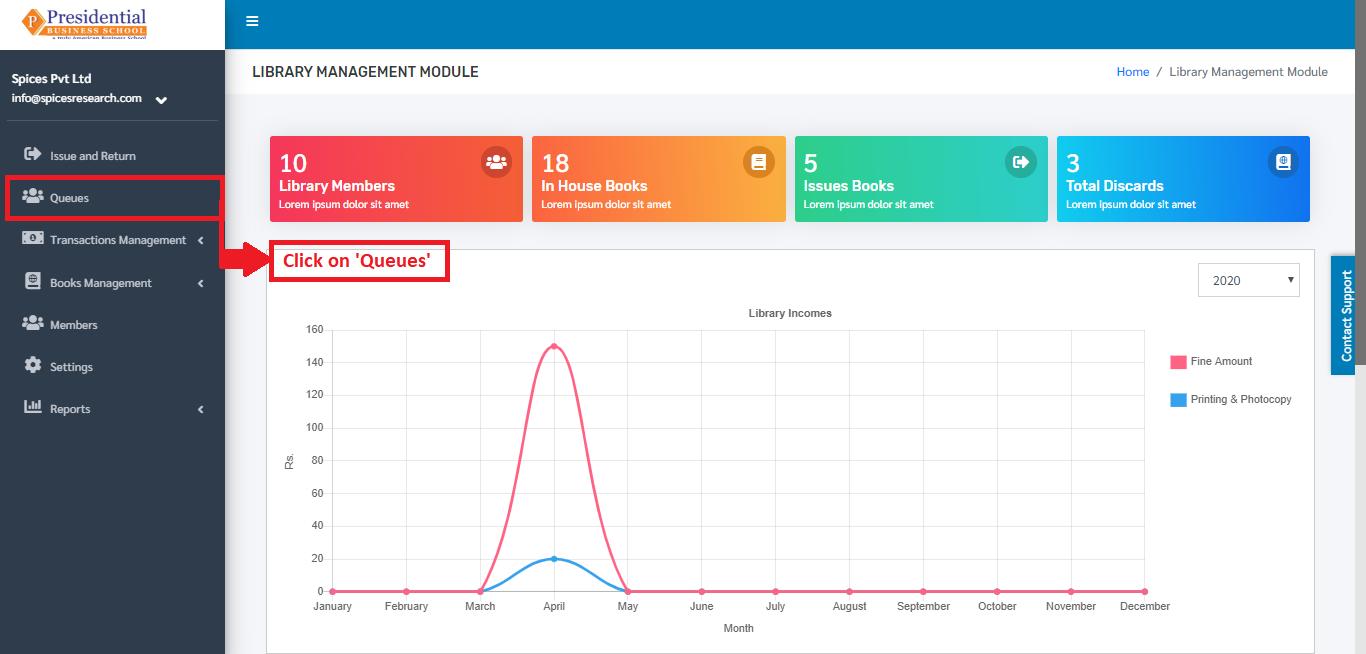 Presidential
BUSINESS SCHOOL
a truly American Business School
Spices Pvt Ltd
info@spicesresearch.com
Issue and Return
Queues
Transactions Management
Books Management
Members
Settings
Reports
LIBRARY MANAGEMENT MODULE
Home / Library Management Module
10
Library Members
Lorem Ipsum dolor sit amet
18
In House Books
Lorem Ipsum dolor sit amet
5
Issues Books
Lorem Ipsum dolor sit amet
3
Total Discards
Lorem Ipsum dolor sit amet
Click on 'Queues'
2020
Library Incomes
160
140
120
100
80
60
40
20
0
Rs.
January February March April May June July August September October November December
Month
Fine Amount
Printing & Photocopy
Contact Support